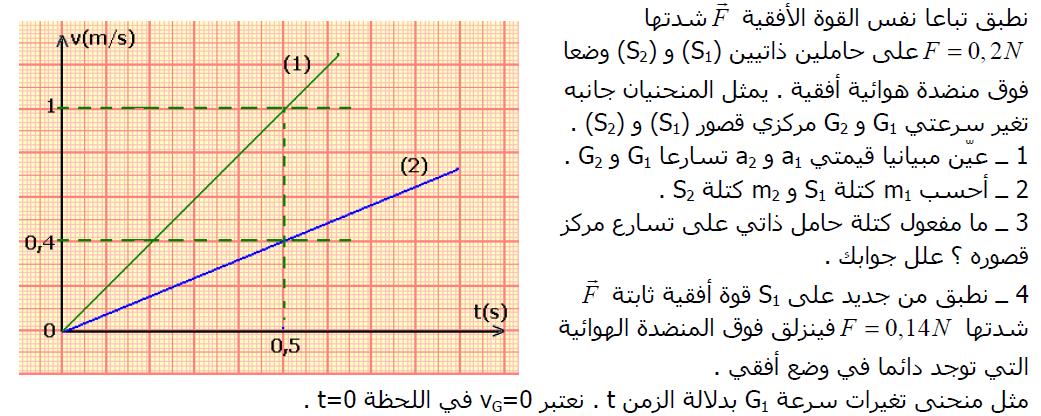 نطبق تباعا نفس القوة الأفقية F⃗ شدتها
F = 0,2N على حاملين ذاتيين (S₁) و (S₂) وضعا
فوق منضدة هوائية أفقية . يمثل المنحنيان جانبه
تغير سرعتي G₁ و G₂ مركزي قصور (S₁) و (S₂) .
1 ــ عيّن مبيانيا قيمتي a₁ و a₂ تسارعا G₁ و G₂ .
2 ــ أحسب m₁ كتلة S₁ و m₂ كتلة S₂ .
3 ــ ما مفعول كتلة حامل ذاتي على تسارع مركز
قصوره ؟ علل جوابك .
4 ــ نطبق من جديد على S₁ قوة أفقية ثابتة F⃗
شدتها F = 0,14N فينزلق فوق المنضدة الهوائية
التي توجد دائما في وضع أفقي .
مثل منحنى تغيرات سرعة G₁ بدلالة الزمن t . نعتبر v_G=0 في اللحظة t=0 .
v(m/s)
(1)
1
(2)
0,4
t(s)
0
0,5